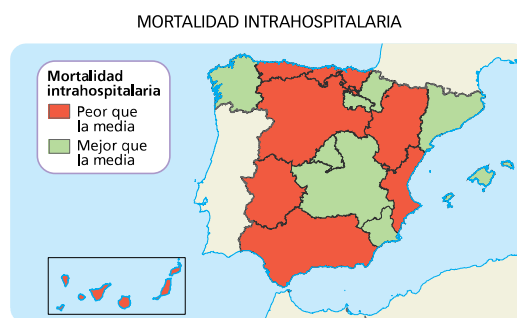 MORTALIDAD INTRAHOSPITALARIA
Mortalidad
intrahospitalaria
Peor que
la media
Mejor que
la media